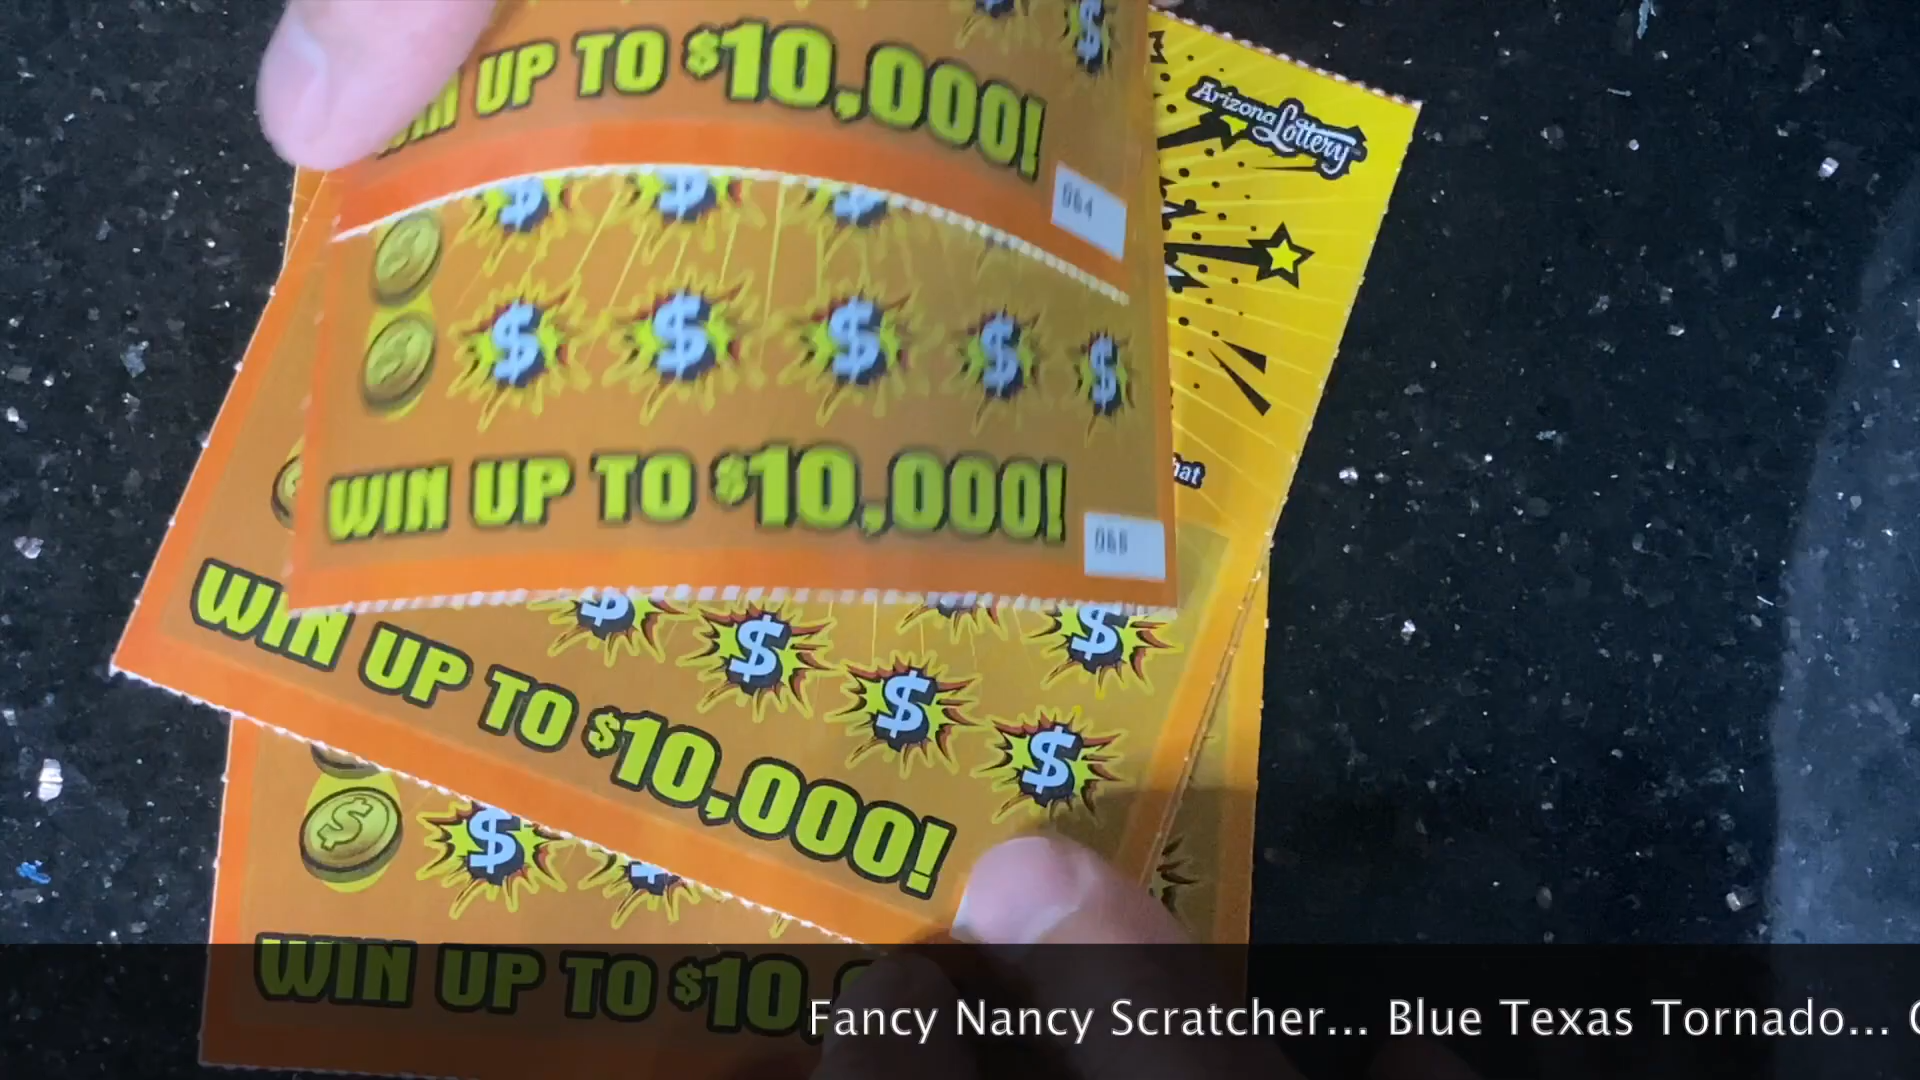 WIN UP TO $10,000!
Arizona Lottery
064
WIN UP TO $10,000!
hat
WIN UP TO $10,000!
WIN UP TO $10
Fancy Nancy Scratcher... Blue Texas Tornado...